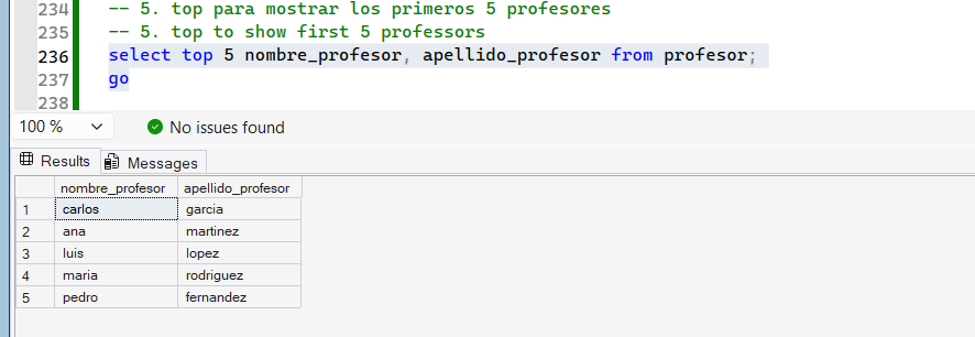 234 -- 5. top para mostrar los primeros 5 profesores
235 -- 5. top to show first 5 professors
236 select top 5 nombre_profesor, apellido_profesor from profesor;
237 go
238
100 % No issues found
Results Messages
nombre_profesor apellido_profesor
1 carlos garcia
2 ana martinez
3 luis lopez
4 maria rodriguez
5 pedro fernandez